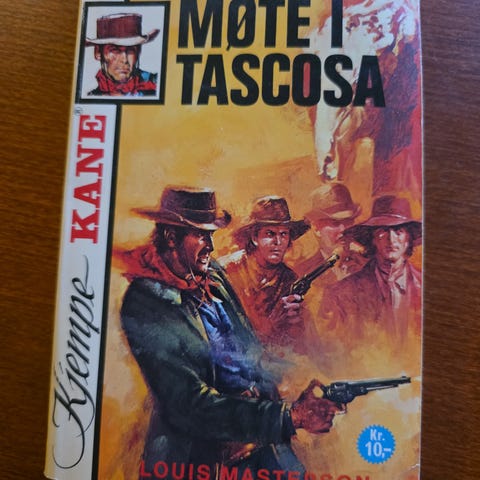 MØTE I
TASCOSA
Kjempe KANE®
Kr.
10,-
LOUIS MASTERSON